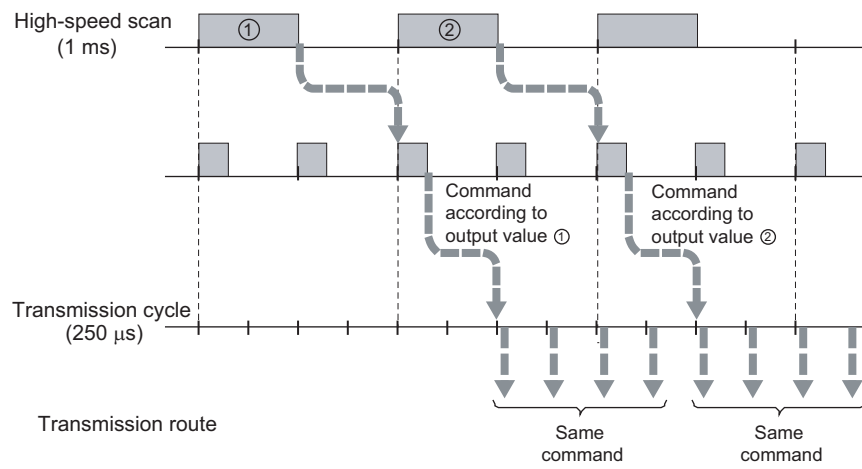 High-speed scan
(1 ms)
①
②
Command
according to
output value ①
Command
according to
output value ②
Transmission cycle
(250 μs)
Transmission route
Same
command
Same
command